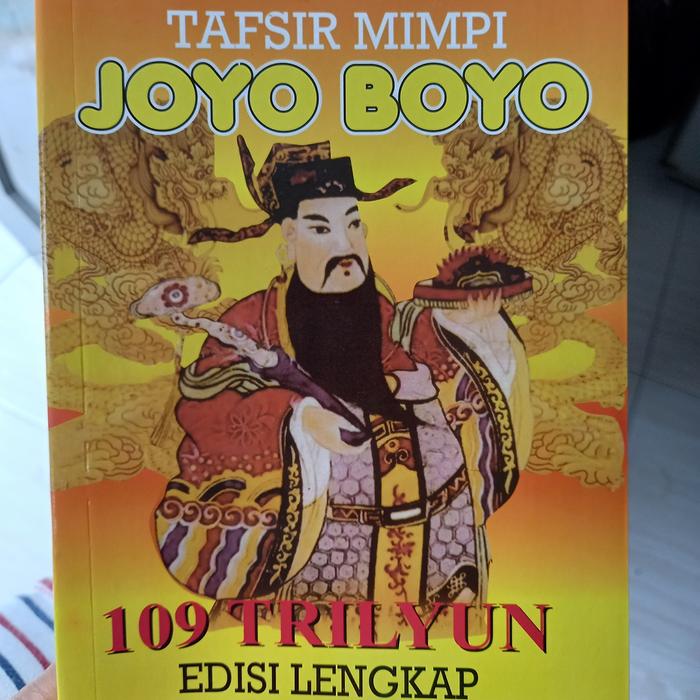 TAFSIR MIMPI
JOYO BOYO
109 TRILYUN
EDISI LENGKAP